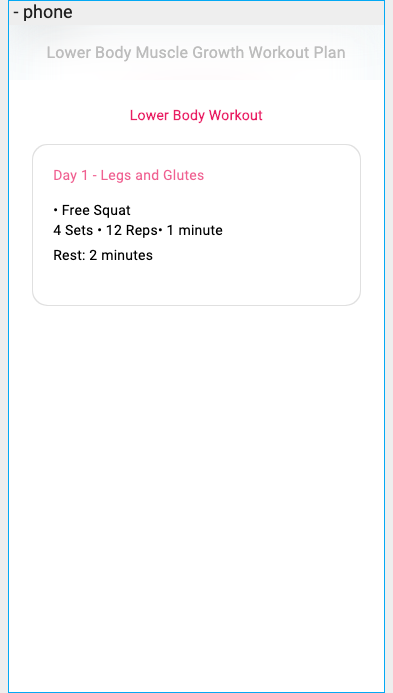 - phone
Lower Body Muscle Growth Workout Plan
Lower Body Workout
Day 1 - Legs and Glutes
• Free Squat
4 Sets • 12 Reps• 1 minute
Rest: 2 minutes